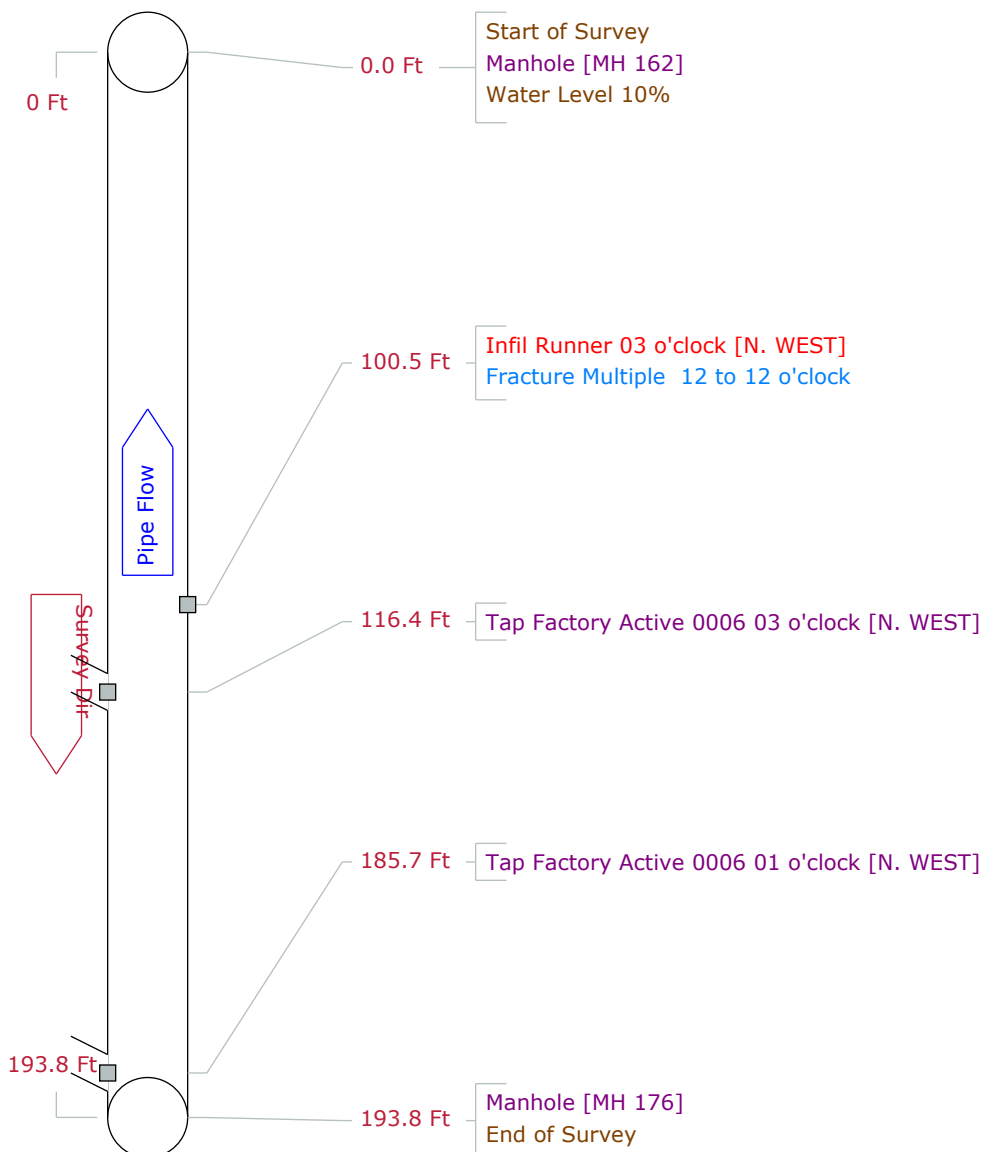 Start of Survey
0.0 Ft
Manhole [MH 162]
Water Level 10%
0 Ft
Infil Runner 03 o'clock [N. WEST]
100.5 Ft
Fracture Multiple  12 to 12 o'clock
Pipe Flow
Survey Dir
116.4 Ft
Tap Factory Active 0006 03 o'clock [N. WEST]
185.7 Ft
Tap Factory Active 0006 01 o'clock [N. WEST]
193.8 Ft
Manhole [MH 176]
193.8 Ft
End of Survey